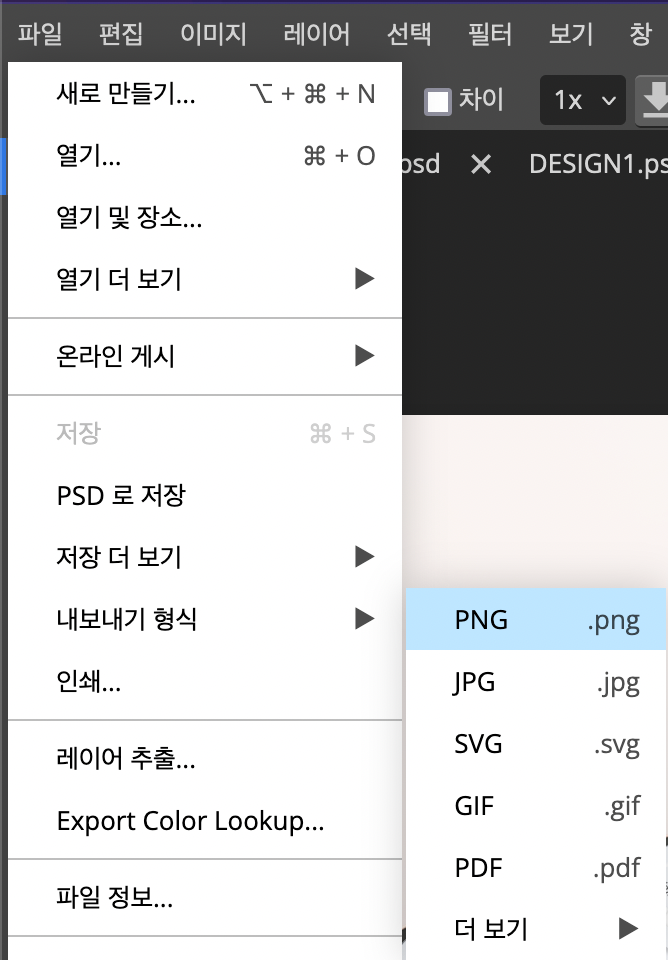 파일 편집 이미지 레이어 선택 필터 보기 창
차이 1x
새로 만들기... ⌥ + ⌘ + N
열기... ⌘ + O
psd ✕ DESIGN1.ps
열기 및 장소...
열기 더 보기 ▶
온라인 게시 ▶
저장 ⌘ + S
PSD 로 저장
저장 더 보기 ▶
내보내기 형식 ▶
인쇄...
레이어 추출...
Export Color Lookup...
파일 정보...
PNG .png
JPG .jpg
SVG .svg
GIF .gif
PDF .pdf
더 보기 ▶